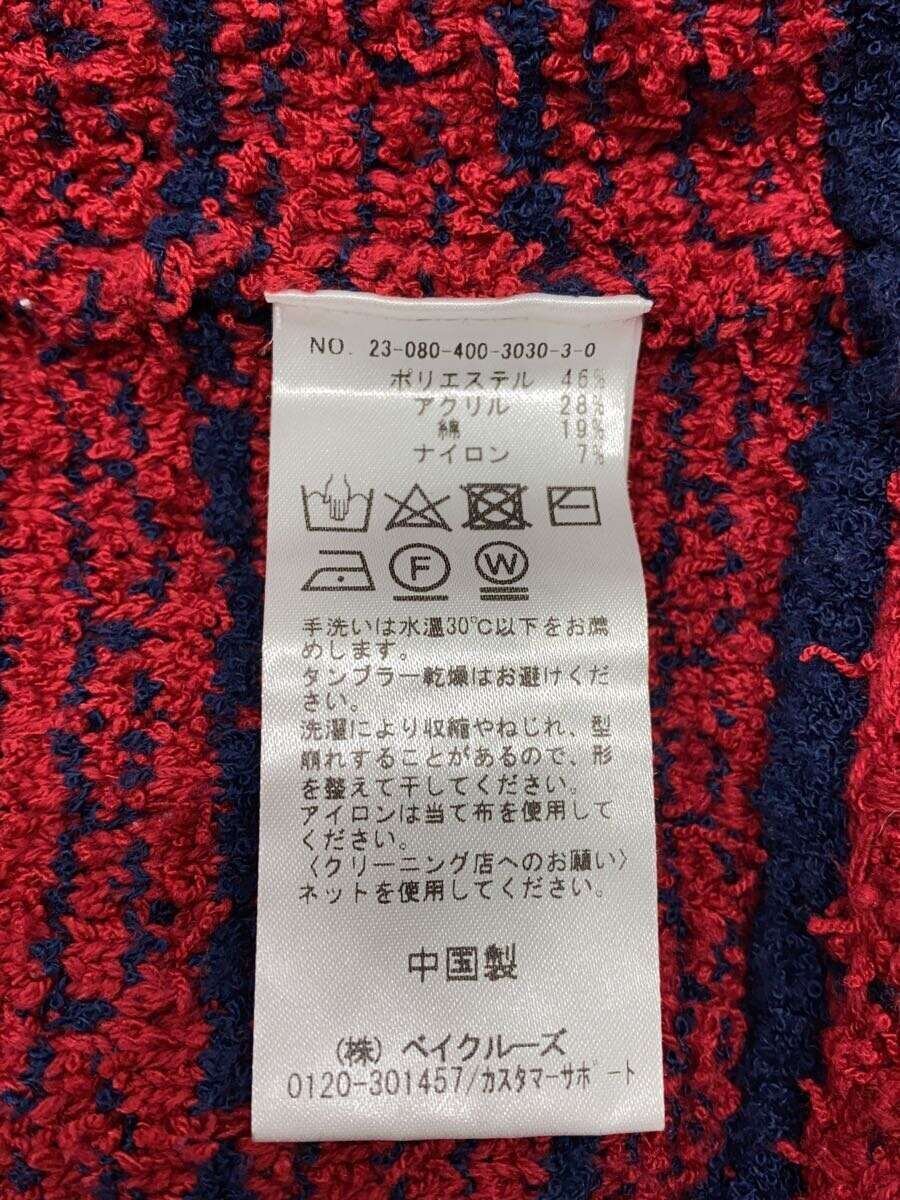 NO. 23-080-400-3030-3-0
ポリエステル 46%
アクリル 28%
綿 19%
ナイロン 7%
F W
手洗いは水温30℃以下をお薦
めします。
タンブラー乾燥はお避けくだ
さい。
洗濯により収縮やねじれ、型
崩れすることがあるので、形
を整えて干してください。
アイロンは当て布を使用して
ください。
〈クリーニング店へのお願い〉
ネットを使用してください。
中国製
(株) ベイクルーズ
0120-301457/カスタマーサポート